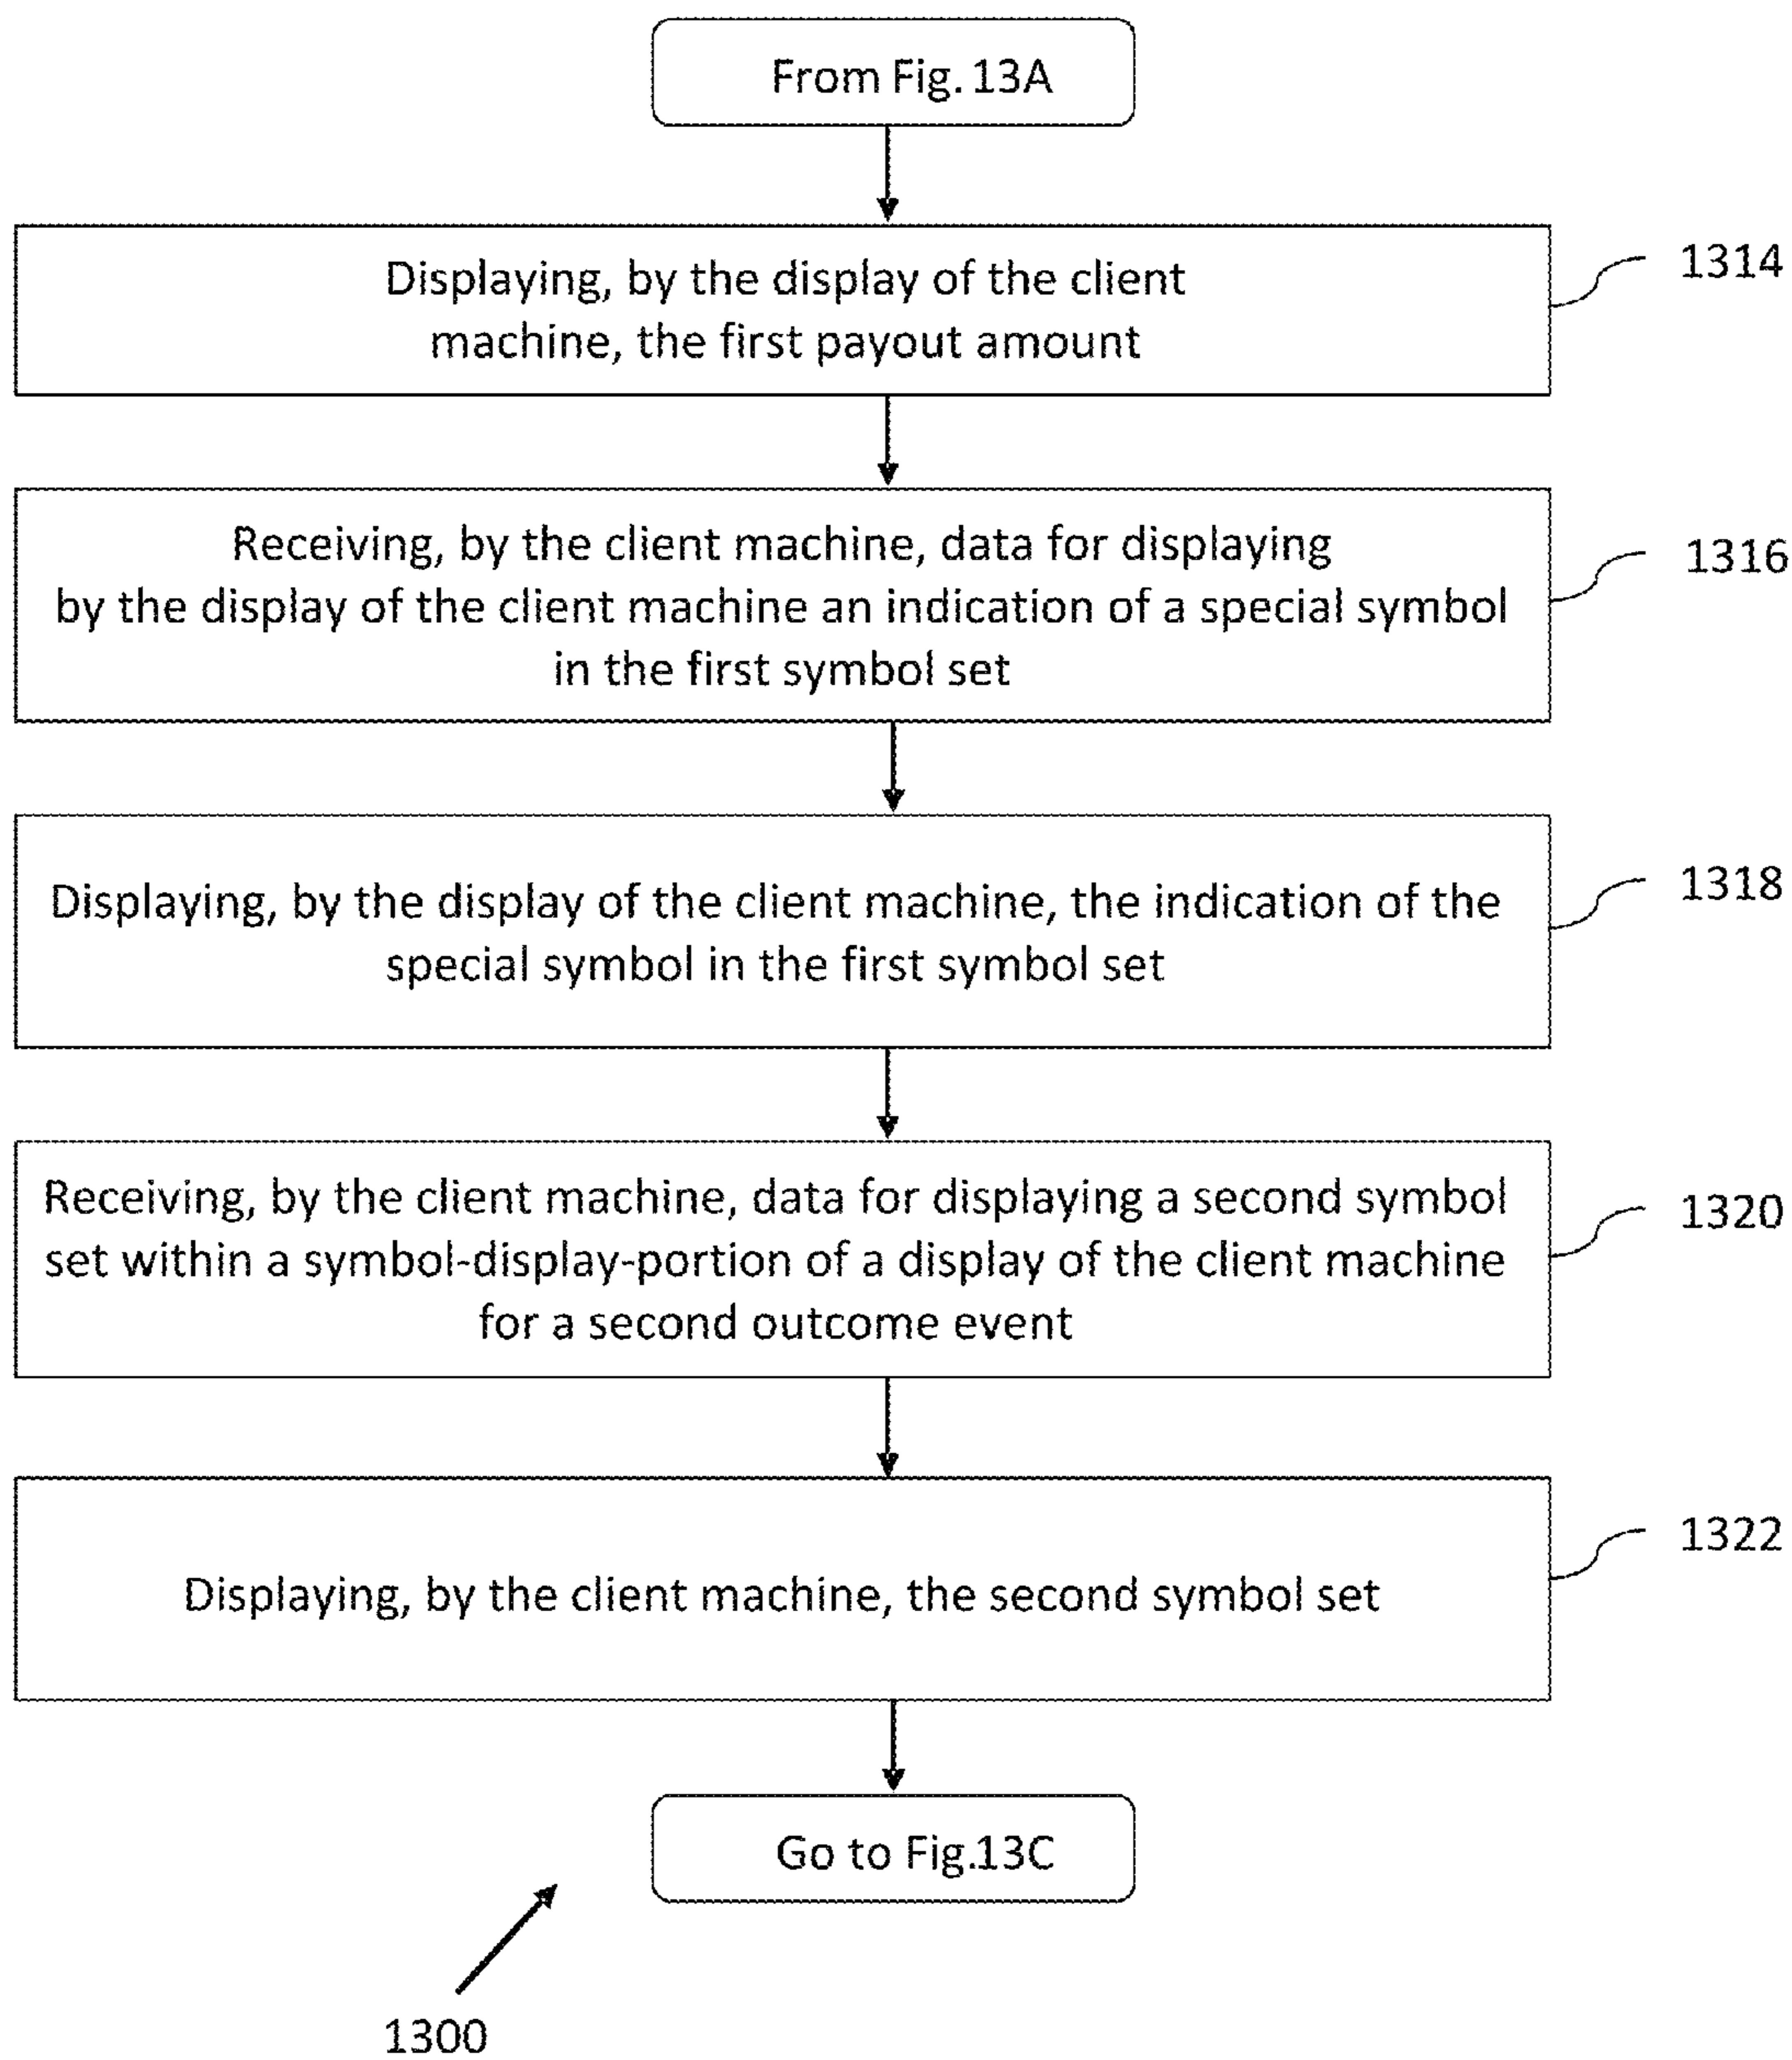 From Fig. 13A
Displaying, by the display of the client
machine, the first payout amount
1314
Receiving, by the client machine, data for displaying
by the display of the client machine an indication of a special symbol
in the first symbol set
1316
Displaying, by the display of the client machine, the indication of the
special symbol in the first symbol set
1318
Receiving, by the client machine, data for displaying a second symbol
set within a symbol-display-portion of a display of the client machine
for a second outcome event
1320
Displaying, by the client machine, the second symbol set
1322
Go to Fig.13C
1300